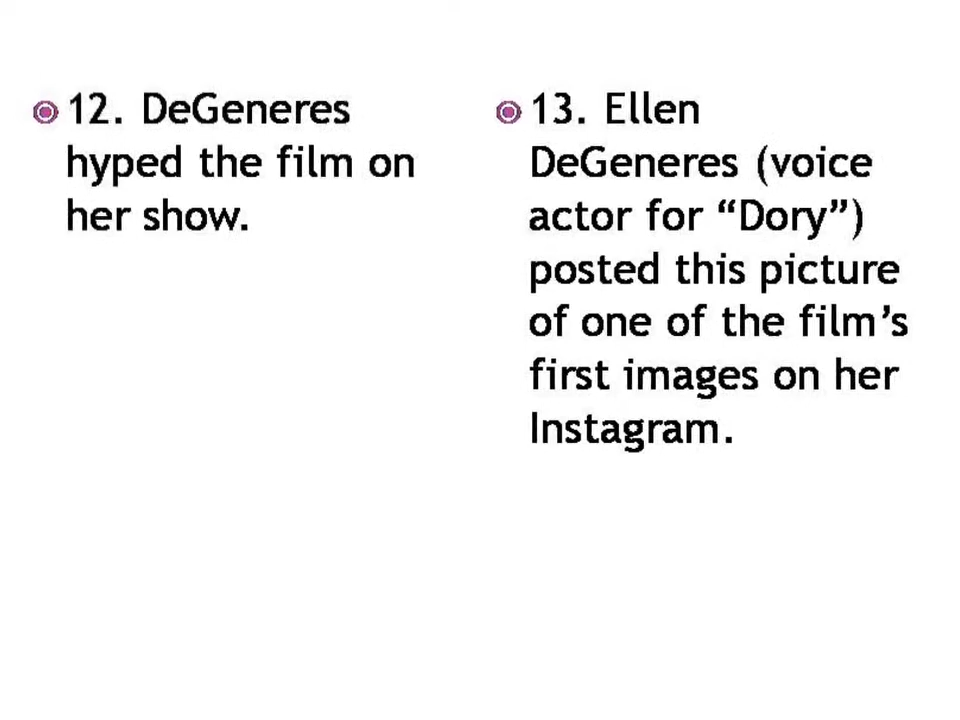 12. DeGeneres
hyped the film on
her show.
13. Ellen
DeGeneres (voice
actor for “Dory”)
posted this picture
of one of the film’s
first images on her
Instagram.